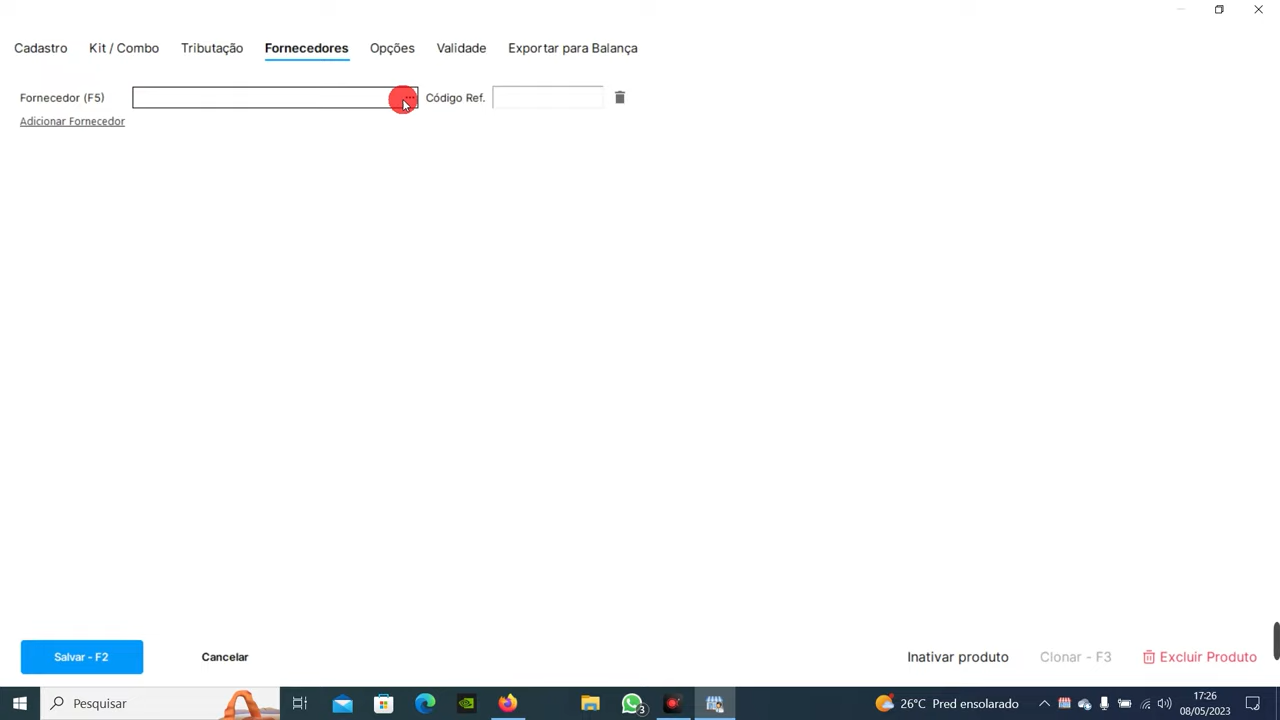 Cadastro Kit / Combo Tributação Fornecedores Opções Validade Exportar para Balança
Fornecedor (F5) ... Código Ref.
Adicionar Fornecedor
Salvar - F2 Cancelar Inativar produto Clonar - F3 Excluir Produto
Pesquisar 3 26°C Pred ensolarado 17:26
08/05/2023